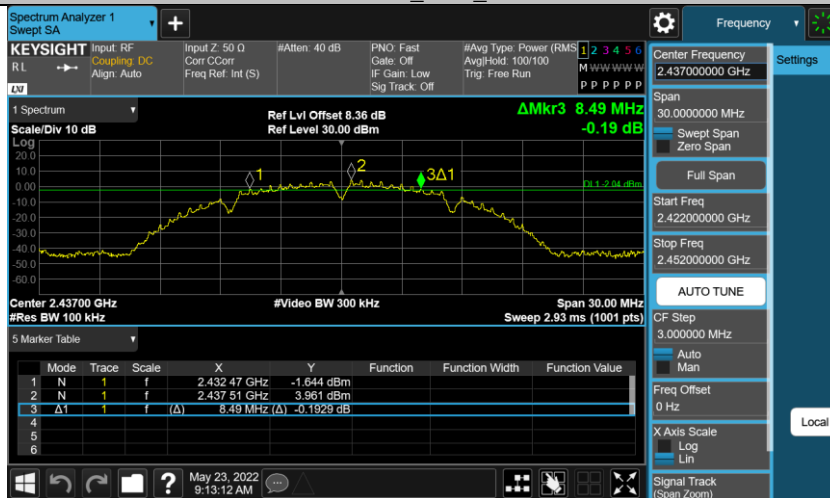 Spectrum Analyzer 1
Swept SA
+
Frequency
KEYSIGHT
RL
LXI
Input: RF
Coupling: DC
Align: Auto
Input Z: 50 Ω
Corr CCorr
Freq Ref: Int (S)
#Atten: 40 dB
PNO: Fast
Gate: Off
IF Gain: Low
Sig Track: Off
#Avg Type: Power (RMS
Avg|Hold: 100/100
Trig: Free Run
1 2 3 4 5 6
M W W W W W
P P P P P P
1 Spectrum
Scale/Div 10 dB
Ref Lvl Offset 8.36 dB
Ref Level 30.00 dBm
ΔMkr3 8.49 MHz
-0.19 dB
Log
20.0
10.0
0.00
-10.0
-20.0
-30.0
-40.0
-50.0
-60.0
1
2
3Δ1
DL1 -2.04 dBm
Center 2.43700 GHz
#Res BW 100 kHz
#Video BW 300 kHz
Span 30.00 MHz
Sweep 2.93 ms (1001 pts)
5 Marker Table
Mode Trace Scale X Y Function Function Width Function Value
1 N 1 f 2.432 47 GHz -1.644 dBm
2 N 1 f 2.437 51 GHz 3.961 dBm
3 Δ1 1 f (Δ) 8.49 MHz (Δ) -0.1929 dB
4
5
6
?
May 23, 2022
9:13:12 AM
Center Frequency
2.437000000 GHz
Span
30.0000000 MHz
Swept Span
Zero Span
Full Span
Start Freq
2.422000000 GHz
Stop Freq
2.452000000 GHz
AUTO TUNE
CF Step
3.000000 MHz
Auto
Man
Freq Offset
0 Hz
X Axis Scale
Log
Lin
Signal Track
(Span Zoom)
Settings
Local